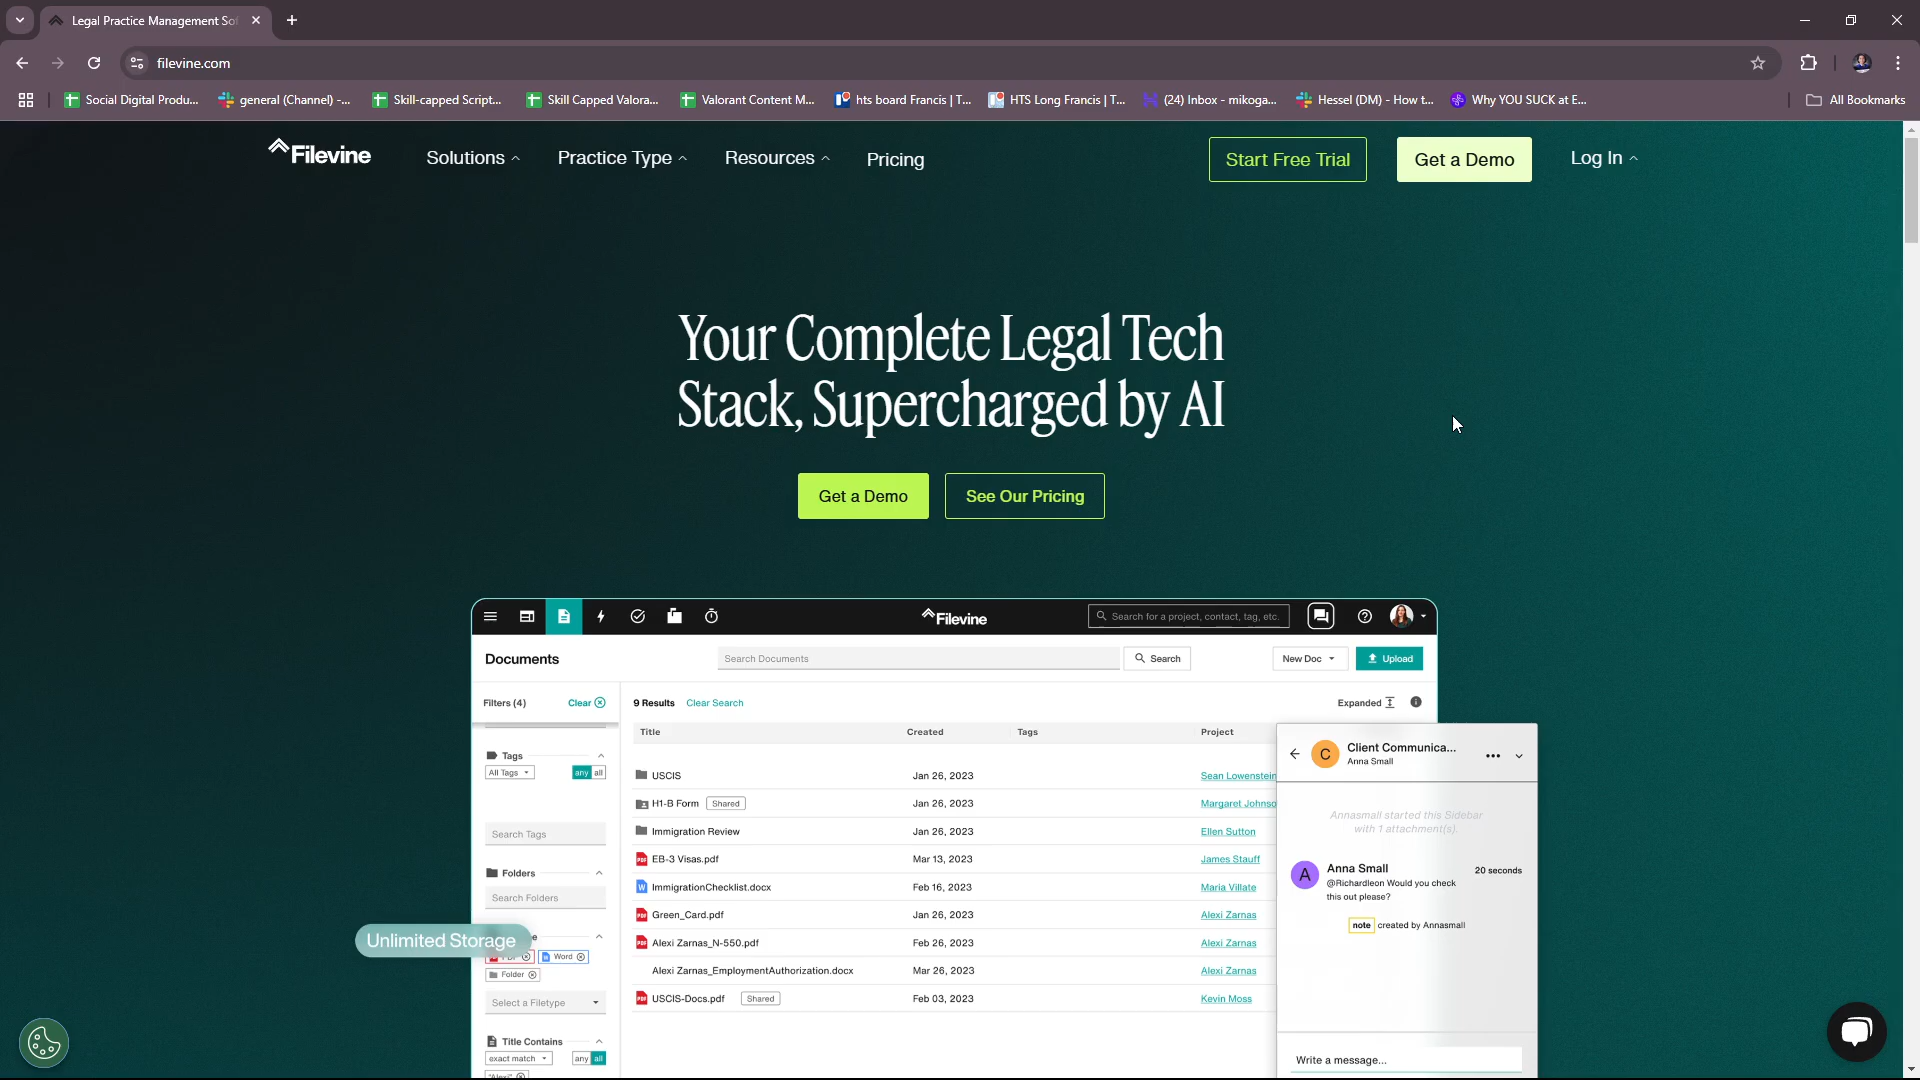 Legal Practice Management Sof
filevine.com
Social Digital Produ...
general (Channel) -...
Skill-capped Script...
Skill Capped Valora...
Valorant Content M...
hts board Francis | T...
HTS Long Francis | T...
(24) Inbox - mikoga...
Hessel (DM) - How t...
Why YOU SUCK at E...
All Bookmarks
Filevine
Solutions
Practice Type
Resources
Pricing
Start Free Trial
Get a Demo
Log In
Your Complete Legal Tech
Stack, Supercharged by AI
Get a Demo
See Our Pricing
Filevine
Search for a project, contact, tag, etc.
Documents
Search Documents
Search
New Doc
Upload
Filters (4)
Clear
9 Results
Clear Search
Expanded
Title
Created
Tags
Project
Tags
All Tags
any all
Search Tags
Folders
Search Folders
Unlimited Storage
Word
Folder
Select a Filetype
Title Contains
exact match
any all
USCIS Jan 26, 2023 Sean Lowenstein
H1-B Form Shared Jan 26, 2023 Margaret Johnso
Immigration Review Jan 26, 2023 Ellen Sutton
EB-3 Visas.pdf Mar 13, 2023 James Stauff
ImmigrationChecklist.docx Feb 16, 2023 Maria Villate
Green_Card.pdf Jan 26, 2023 Alexi Zarnas
Alexi Zarnas_N-550.pdf Feb 26, 2023 Alexi Zarnas
Alexi Zarnas_EmploymentAuthorization.docx Mar 26, 2023 Alexi Zarnas
USCIS-Docs.pdf Shared Feb 03, 2023 Kevin Moss
C
Client Communica...
Anna Small
Annasmall started this Sidebar
with 1 attachment(s).
A
Anna Small
20 seconds
@Richardleon Would you check
this out please?
note created by Annasmall
Write a message...